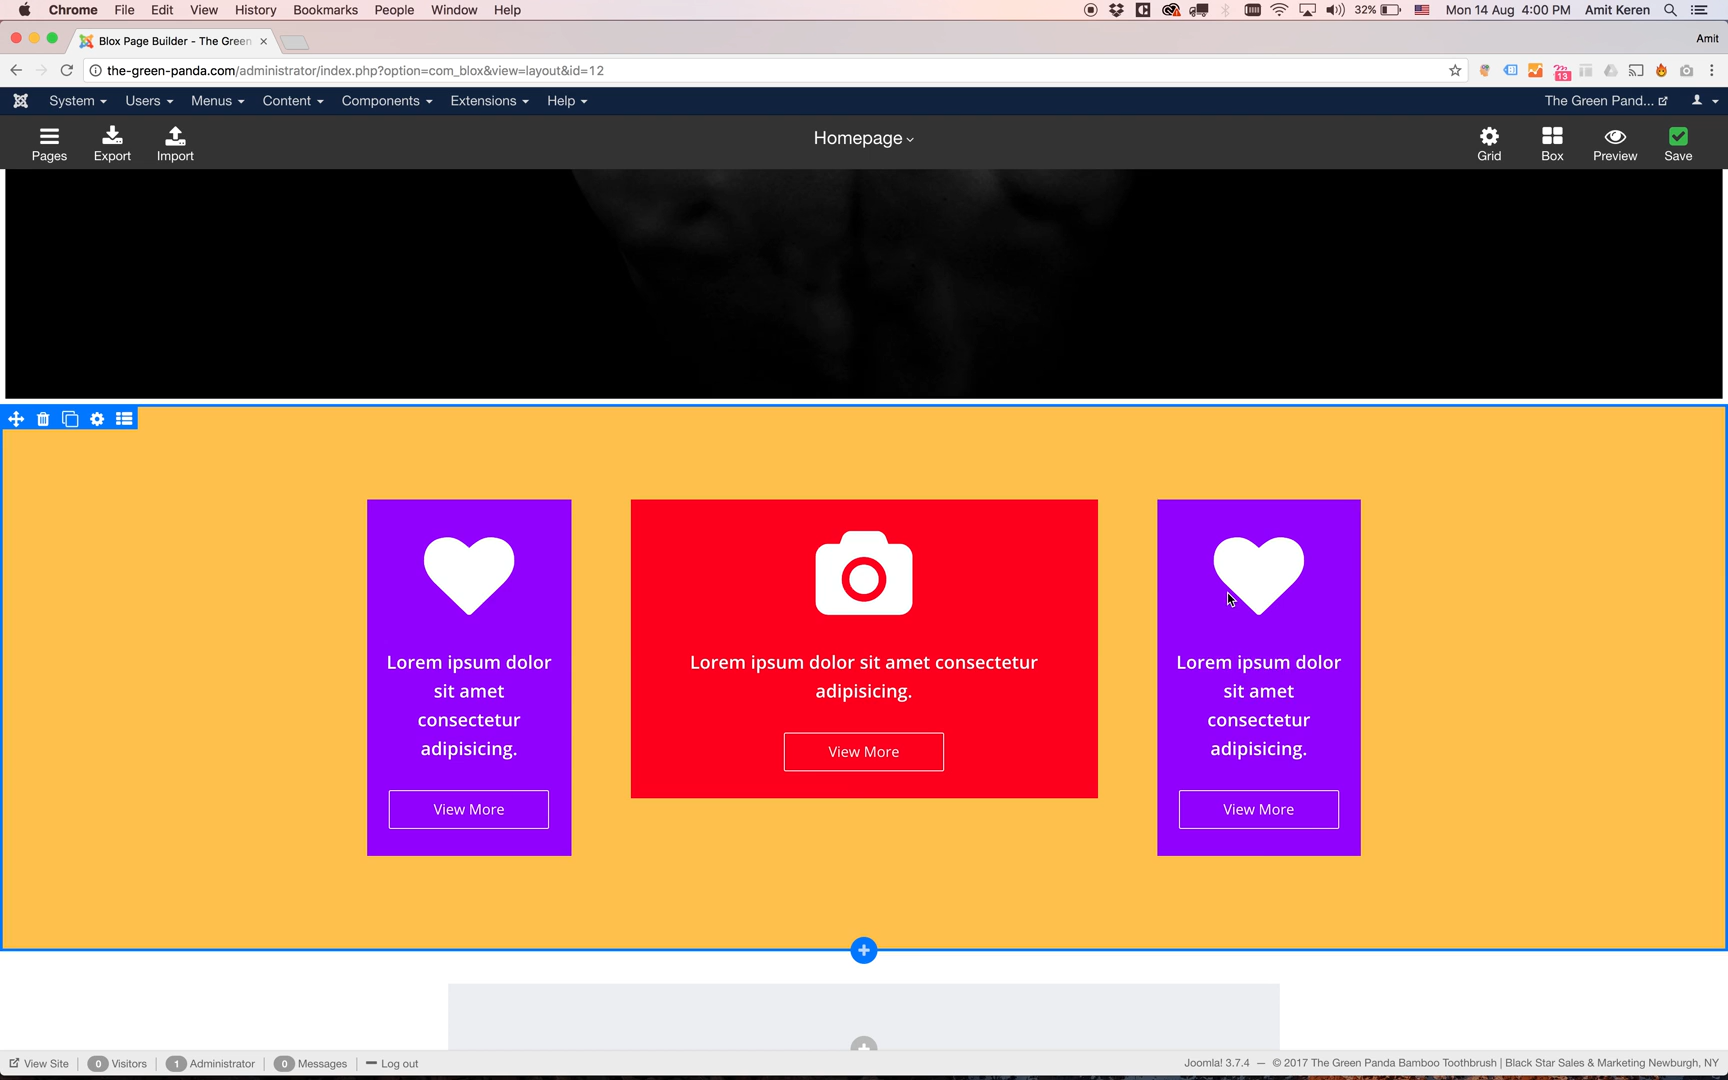 Chrome File Edit View History Bookmarks People Window Help 32% Mon 14 Aug 4:00 PM Amit Keren
Blox Page Builder - The Green Amit
the-green-panda.com/administrator/index.php?option=com_blox&view=layout&id=12 13
System Users Menus Content Components Extensions Help The Green Pand...
Pages Export Import Homepage Grid Box Preview Save
Lorem ipsum dolor
sit amet
consectetur
adipisicing.
View More
Lorem ipsum dolor sit amet consectetur
adipisicing.
View More
Lorem ipsum dolor
sit amet
consectetur
adipisicing.
View More
View Site 0 Visitors 1 Administrator 0 Messages Log out Joomla! 3.7.4 — © 2017 The Green Panda Bamboo Toothbrush | Black Star Sales & Marketing Newburgh, NY